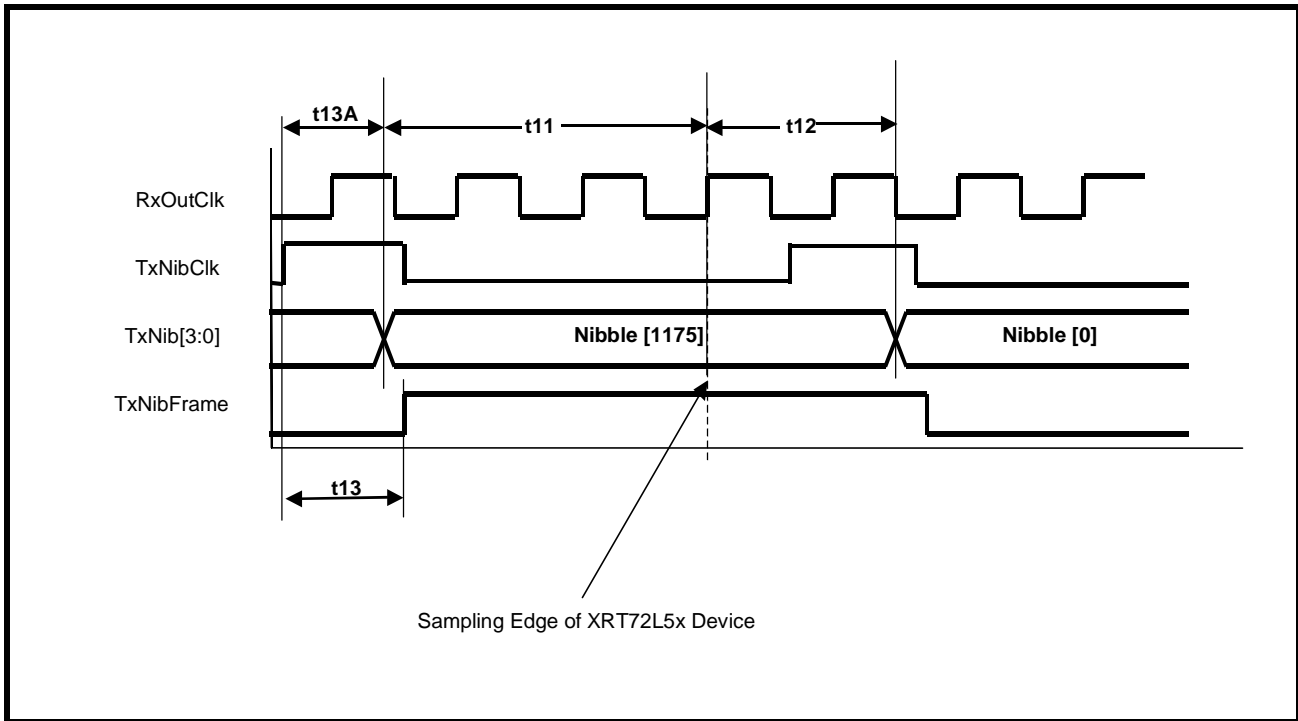 t13A
t11
t12
RxOutClk
TxNibClk
TxNib[3:0]
Nibble [1175]
Nibble [0]
TxNibFrame
t13
Sampling Edge of XRT72L5x Device